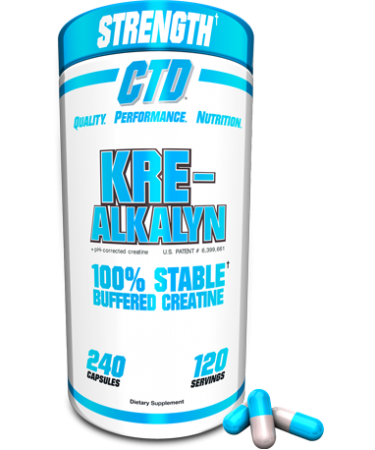 STRENGTH†
CTD®
QUALITY. PERFORMANCE. NUTRITION.
KRE-
ALKALYN
pH-corrected creatine U.S. PATENT # 6,399,661
100% STABLE†
BUFFERED CREATINE
240 120
CAPSULES SERVINGS
Dietary Supplement